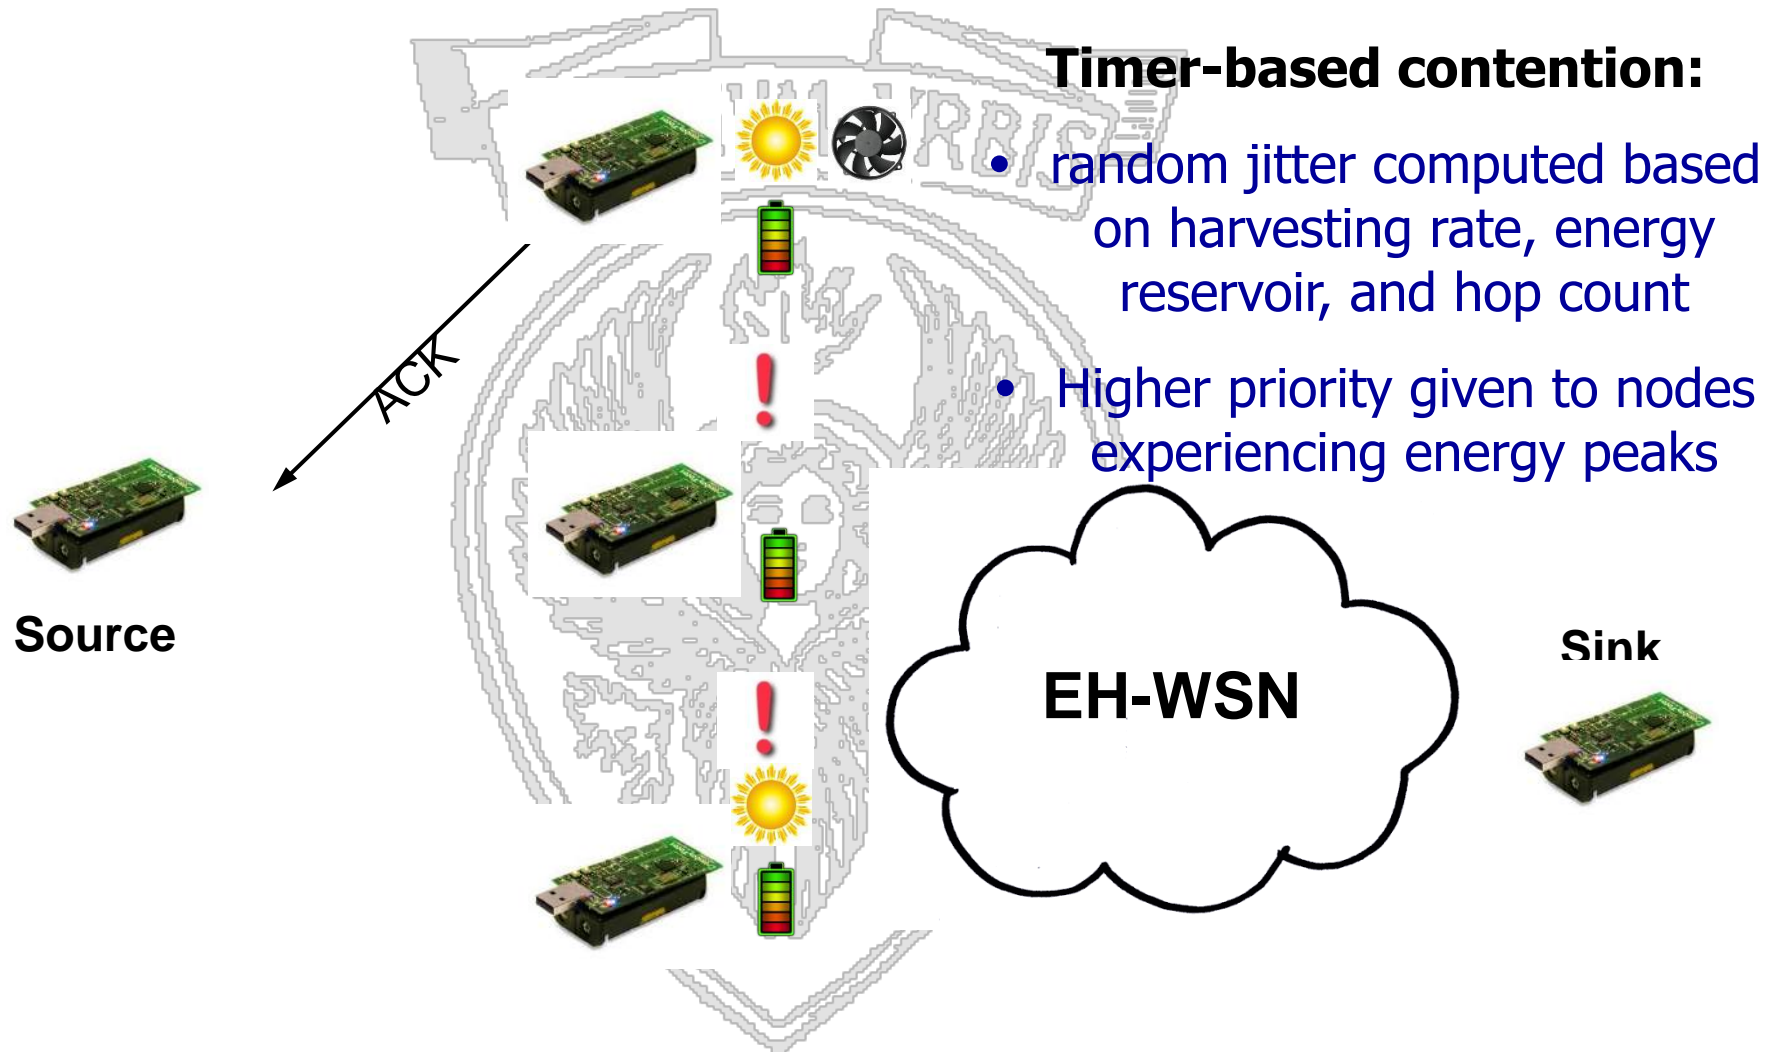 Timer-based contention:
• random jitter computed based
on harvesting rate, energy
reservoir, and hop count
• Higher priority given to nodes
experiencing energy peaks
ACK
Source
EH-WSN
Sink